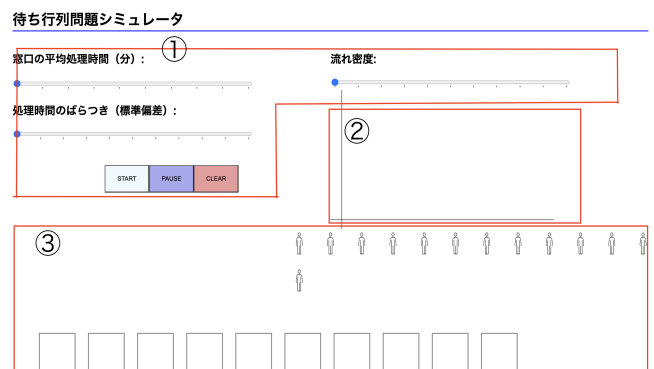 待ち行列問題シミュレータ
①
窓口の平均処理時間（分）:
流れ密度:
処理時間のばらつき（標準偏差）:
②
START PAUSE CLEAR
③